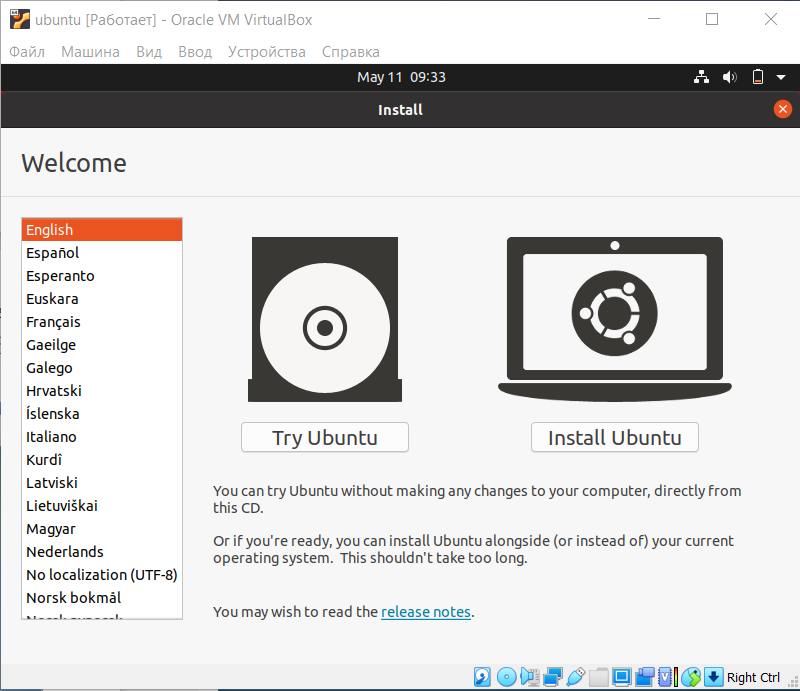 ubuntu [Работает] - Oracle VM VirtualBox
Файл Машина Вид Ввод Устройства Справка
May 11 09:33
Install
Welcome
English
Español
Esperanto
Euskara
Français
Gaeilge
Galego
Hrvatski
Íslenska
Italiano
Kurdî
Latviski
Lietuviškai
Magyar
Nederlands
No localization (UTF-8)
Norsk bokmål
Try Ubuntu
Install Ubuntu
You can try Ubuntu without making any changes to your computer, directly from
this CD.
Or if you're ready, you can install Ubuntu alongside (or instead of) your current
operating system. This shouldn't take too long.
You may wish to read the release notes.
Right Ctrl